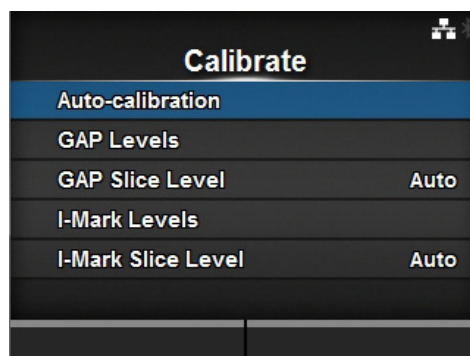 Calibrate
Auto-calibration
GAP Levels
GAP Slice Level Auto
I-Mark Levels
I-Mark Slice Level Auto